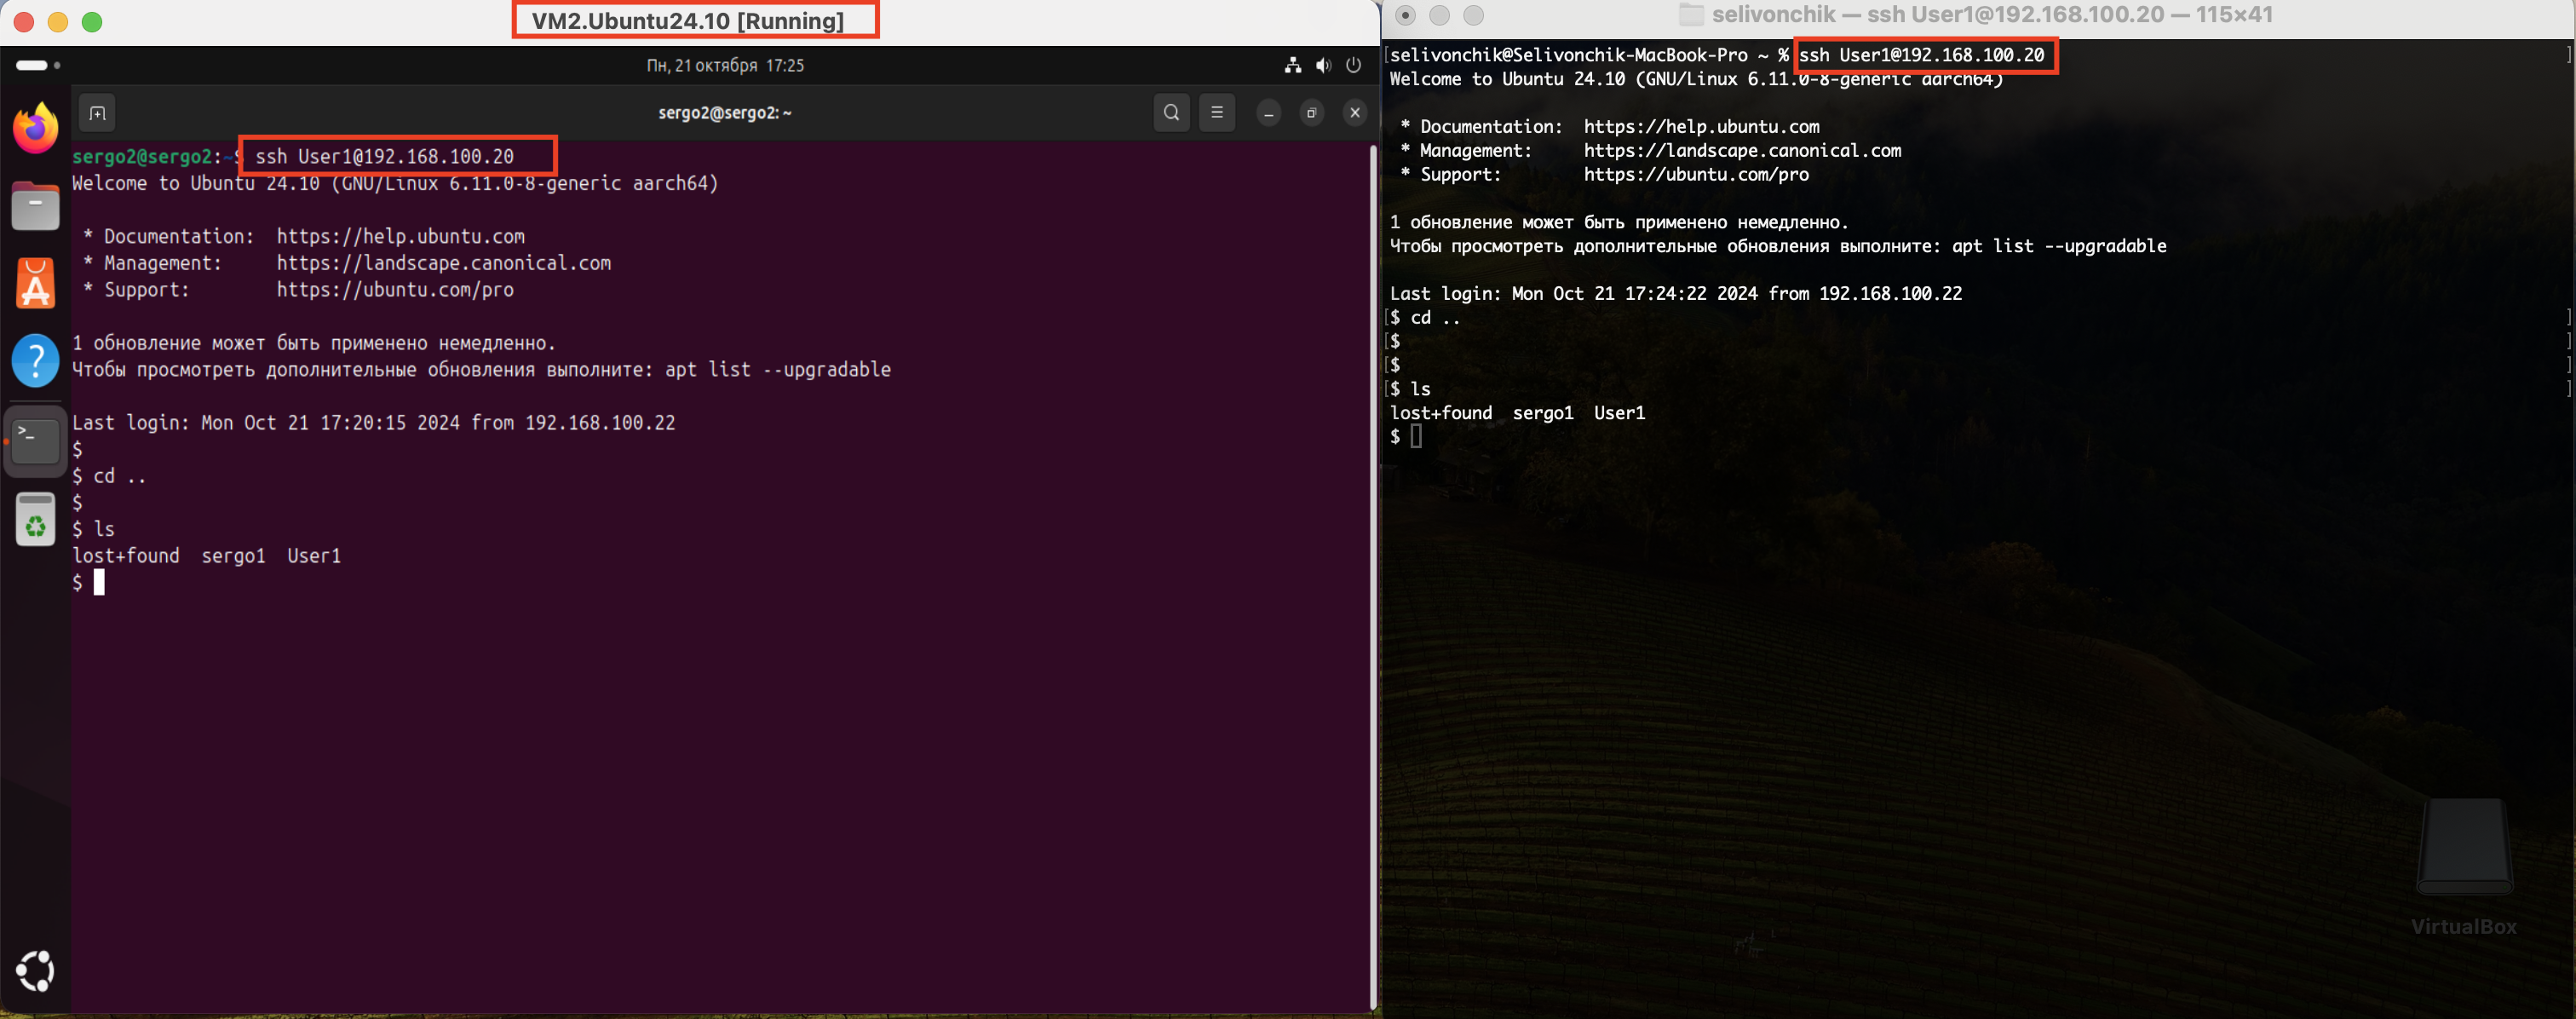 VM2.Ubuntu24.10 [Running]
Пн, 21 октября 17:25
sergo2@sergo2: ~
sergo2@sergo2:~$ ssh User1@192.168.100.20
Welcome to Ubuntu 24.10 (GNU/Linux 6.11.0-8-generic aarch64)
* Documentation: https://help.ubuntu.com
* Management: https://landscape.canonical.com
* Support: https://ubuntu.com/pro
1 обновление может быть применено немедленно.
Чтобы просмотреть дополнительные обновления выполните: apt list --upgradable
Last login: Mon Oct 21 17:20:15 2024 from 192.168.100.22
$
$ cd ..
$
$ ls
lost+found sergo1 User1
$
selivonchik — ssh User1@192.168.100.20 — 115×41
[selivonchik@Selivonchik-MacBook-Pro ~ % ssh User1@192.168.100.20 ]
Welcome to Ubuntu 24.10 (GNU/Linux 6.11.0-8-generic aarch64)
* Documentation: https://help.ubuntu.com
* Management: https://landscape.canonical.com
* Support: https://ubuntu.com/pro
1 обновление может быть применено немедленно.
Чтобы просмотреть дополнительные обновления выполните: apt list --upgradable
Last login: Mon Oct 21 17:24:22 2024 from 192.168.100.22
[$ cd .. ]
[$ ]
[$ ]
[$ ls ]
lost+found sergo1 User1
$
VirtualBox